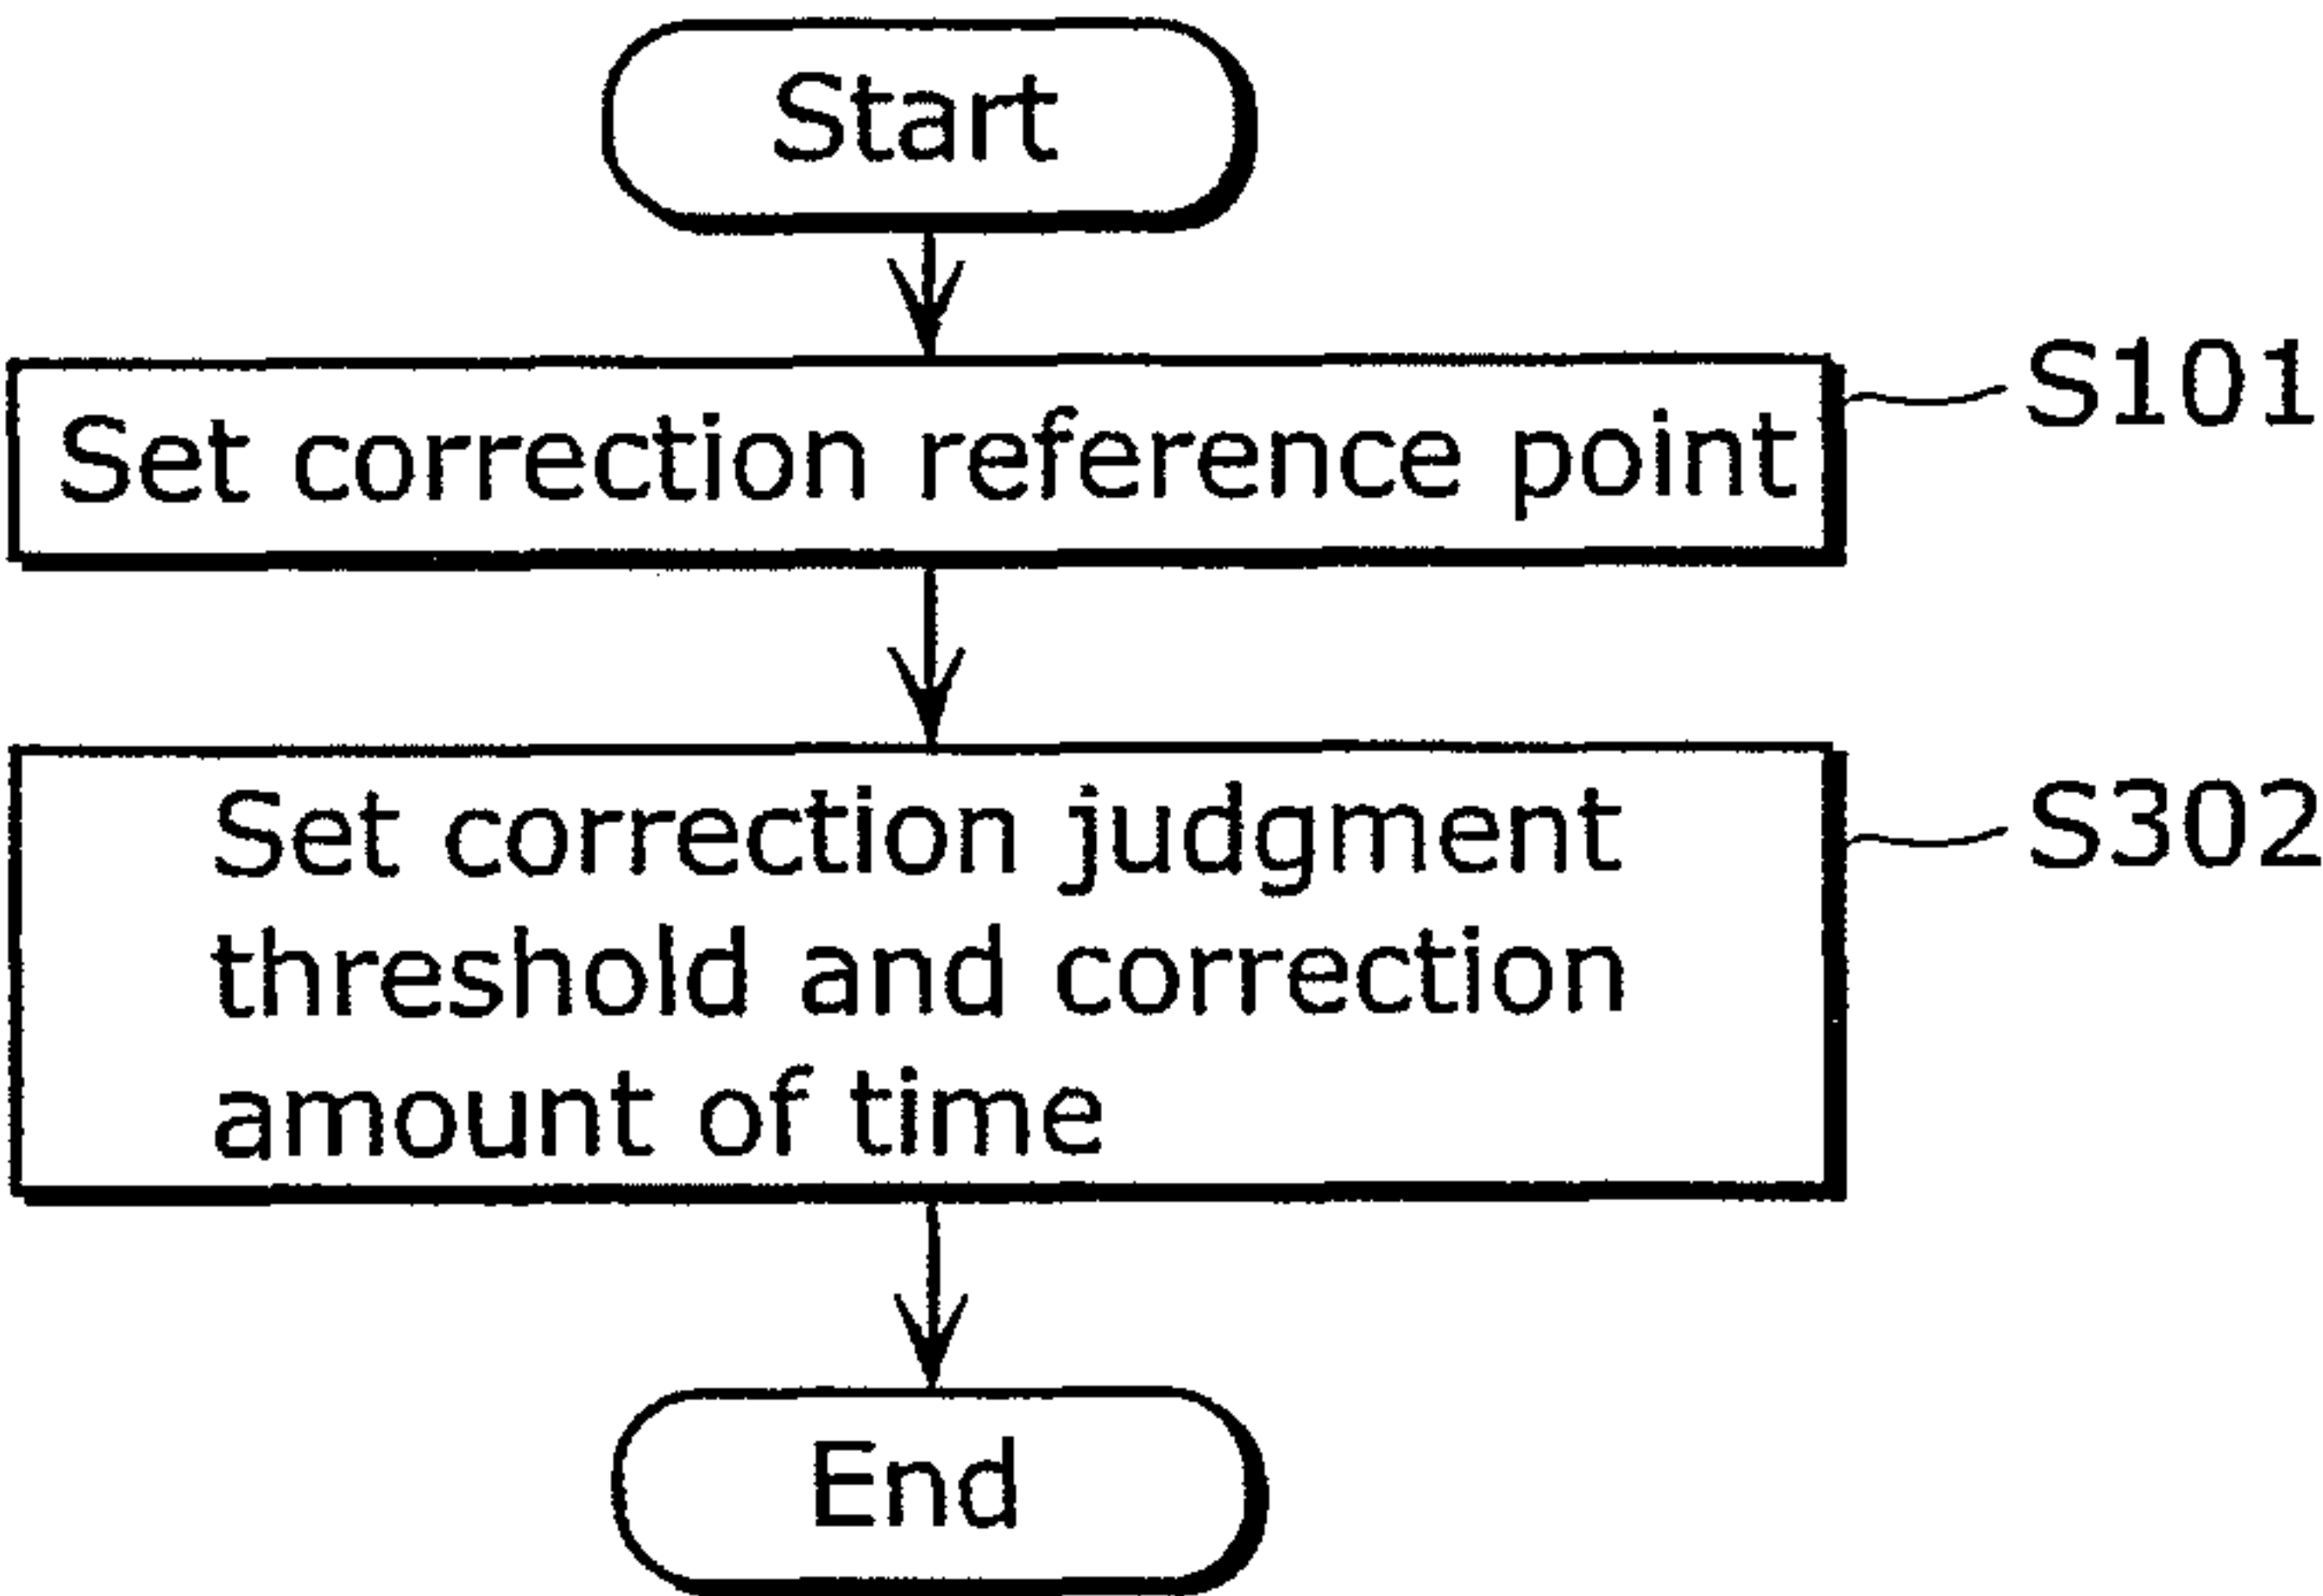 Start
Set correction reference point
S101
Set correction judgment
threshold and correction
amount of time
S302
End